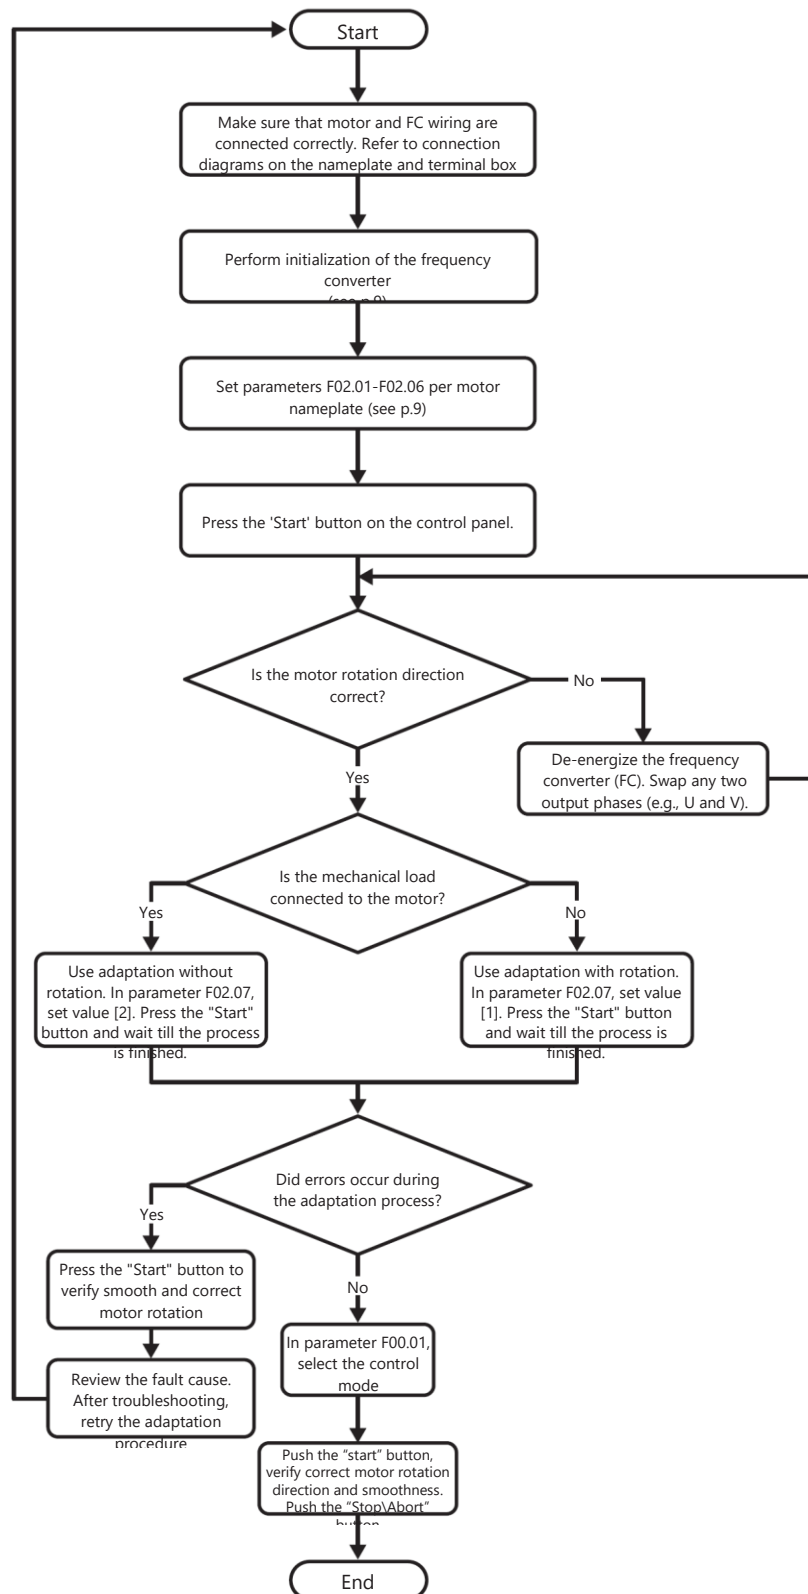 Start
Make sure that motor and FC wiring are
connected correctly. Refer to connection
diagrams on the nameplate and terminal box
Perform initialization of the frequency
converter
(see p.9)
Set parameters F02.01-F02.06 per motor
nameplate (see p.9)
Press the 'Start' button on the control panel.
Is the motor rotation direction
correct?
No
De-energize the frequency
converter (FC). Swap any two
output phases (e.g., U and V).
Yes
Is the mechanical load
connected to the motor?
Yes
No
Use adaptation without
rotation. In parameter F02.07,
set value [2]. Press the "Start"
button and wait till the process
is finished.
Use adaptation with rotation.
In parameter F02.07, set value
[1]. Press the "Start" button
and wait till the process is
finished.
Did errors occur during
the adaptation process?
Yes
No
Press the "Start" button to
verify smooth and correct
motor rotation
Review the fault cause.
After troubleshooting,
retry the adaptation
procedure
In parameter F00.01,
select the control
mode
Push the “start” button,
verify correct motor rotation
direction and smoothness.
Push the “Stop\Abort”
button
End